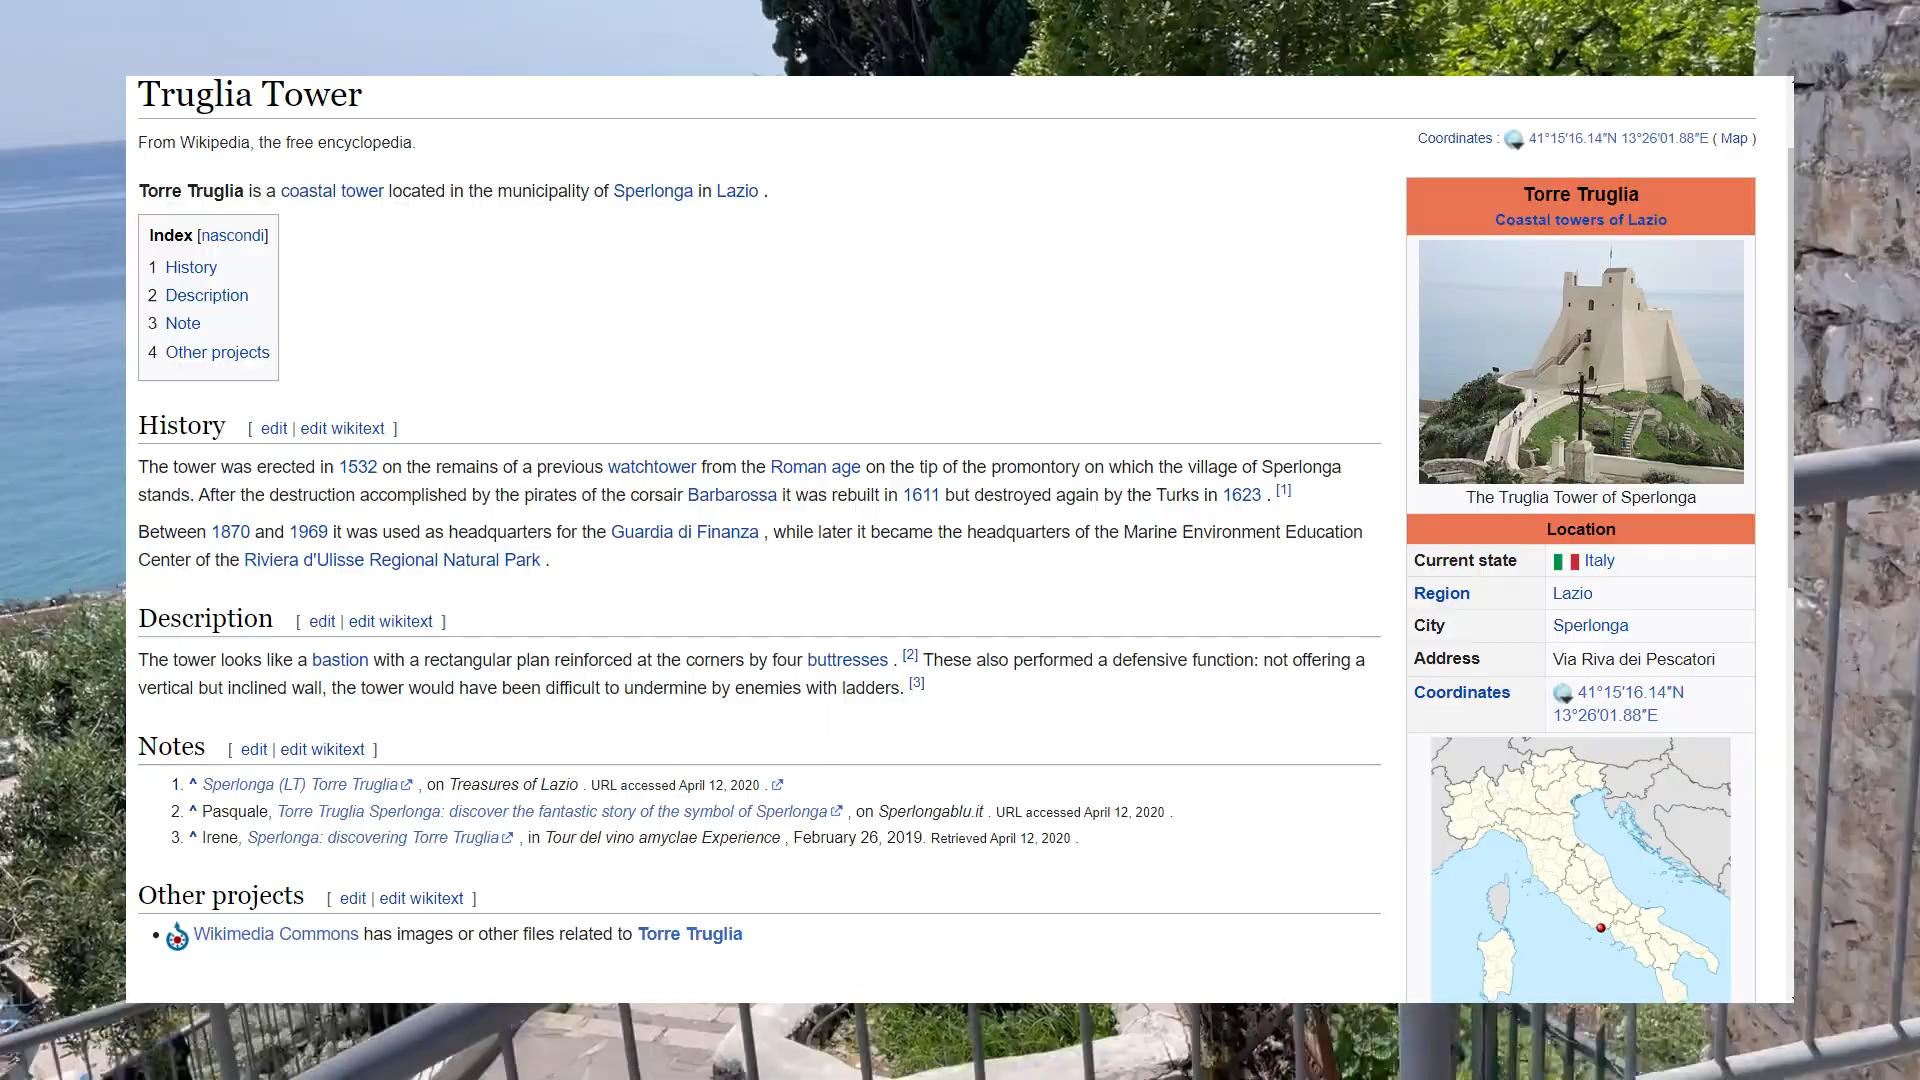 Truglia Tower
From Wikipedia, the free encyclopedia.
Coordinates : 41°15′16.14″N 13°26′01.88″E ( Map )
Torre Truglia is a coastal tower located in the municipality of Sperlonga in Lazio .
Index [nascondi]
1 History
2 Description
3 Note
4 Other projects
History [ edit | edit wikitext ]
The tower was erected in 1532 on the remains of a previous watchtower from the Roman age on the tip of the promontory on which the village of Sperlonga
stands. After the destruction accomplished by the pirates of the corsair Barbarossa it was rebuilt in 1611 but destroyed again by the Turks in 1623 . [1]
Between 1870 and 1969 it was used as headquarters for the Guardia di Finanza , while later it became the headquarters of the Marine Environment Education
Center of the Riviera d'Ulisse Regional Natural Park .
Description [ edit | edit wikitext ]
The tower looks like a bastion with a rectangular plan reinforced at the corners by four buttresses . [2] These also performed a defensive function: not offering a
vertical but inclined wall, the tower would have been difficult to undermine by enemies with ladders. [3]
Notes [ edit | edit wikitext ]
1. ^ Sperlonga (LT) Torre Truglia , on Treasures of Lazio . URL accessed April 12, 2020 .
2. ^ Pasquale, Torre Truglia Sperlonga: discover the fantastic story of the symbol of Sperlonga , on Sperlongablu.it . URL accessed April 12, 2020 .
3. ^ Irene, Sperlonga: discovering Torre Truglia , in Tour del vino amyclae Experience , February 26, 2019. Retrieved April 12, 2020 .
Other projects [ edit | edit wikitext ]
• Wikimedia Commons has images or other files related to Torre Truglia
Torre Truglia
Coastal towers of Lazio
The Truglia Tower of Sperlonga
Location
Current state Italy
Region Lazio
City Sperlonga
Address Via Riva dei Pescatori
Coordinates 41°15′16.14″N
13°26′01.88″E